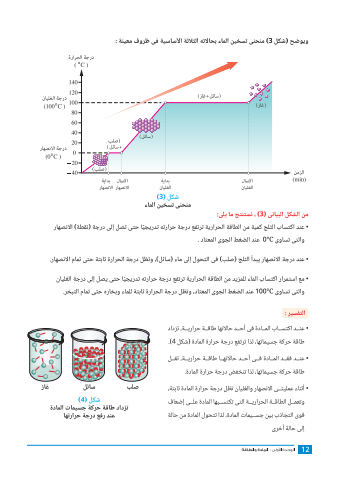 ويوضح (شكل 3) منحنى تسخين الماء بحالاته الثلاثة الأساسية في ظروف معينة :
درجة الحرارة
(°C)
140
120
100
80
60
40
20
0
−20
−40
درجة الغليان
(100°C)
درجة الانصهار
(0°C)
(صلب)
(صلب
+ سائل)
(سائل)
(سائل+غاز)
(غاز)
بداية
الانصهار
اكتمال
الانصهار
بداية
الغليان
اكتمال
الغليان
الزمن
(min)
شكل (3)
منحنى تسخين الماء
من الشكل البياني (3) ، نستنتج ما يلي:
• عند اكتساب الثلج كمية من الطاقة الحرارية ترتفع درجة حرارته تدريجيًا حتى تصل إلى درجة (نقطة) الانصهار
والتي تساوي 0°C عند الضغط الجوي المعتاد .
• عند درجة الانصهار يبدأ الثلج (صلب) في التحول إلى ماء (سائل)، وتظل درجة الحرارة ثابتة حتى تمام الانصهار.
• مع استمرار اكتساب الماء للمزيد من الطاقة الحرارية ترتفع درجة حرارته تدريجيًا حتى يصل إلى درجة الغليان
والتي تساوي 100°C عند الضغط الجوي المعتاد، وتظل درجة الحرارة ثابتة للماء وبخاره حتى تمام التبخر.
التفسير :
• عند اكتساب المادة في أحد حالاتها طاقة حرارية، تزداد
طاقة حركة جسيماتها، لذا ترتفع درجة حرارة المادة (شكل 4).
• عند فقد المادة في أحد حالاتها طاقة حرارية، تقل
طاقة حركة جسيماتها، لذا تنخفض درجة حرارة المادة.
• أثناء عمليتي الانصهار والغليان تظل درجة حرارة المادة ثابتة،
وتعمل الطاقة الحرارية التي تكتسبها المادة على إضعاف
قوى التجاذب بين جسيمات المادة، لذا تتحول المادة من حالة
إلى حالة أخرى
صلب
سائل
غاز
شكل (4)
تزداد طاقة حركة جسيمات المادة
عند رفع درجة حرارتها
12